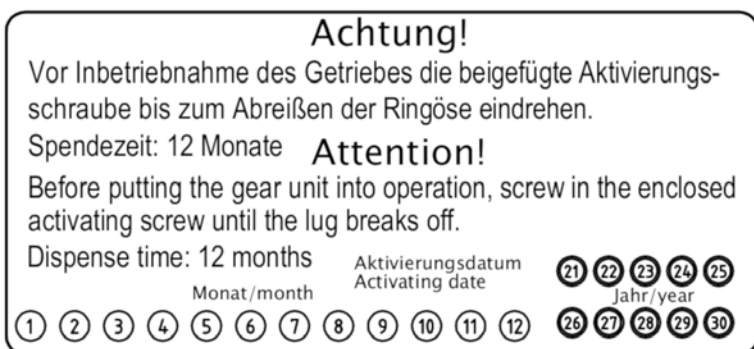 Achtung!
Vor Inbetriebnahme des Getriebes die beigefügte Aktivierungs-
schraube bis zum Abreißen der Ringöse eindrehen.
Spendezeit: 12 Monate Attention!
Before putting the gear unit into operation, screw in the enclosed
activating screw until the lug breaks off.
Dispense time: 12 months
Aktivierungsdatum
Activating date
21 22 23 24 25
Monat/month
Jahr/year
1 2 3 4 5 6 7 8 9 10 11 12
26 27 28 29 30